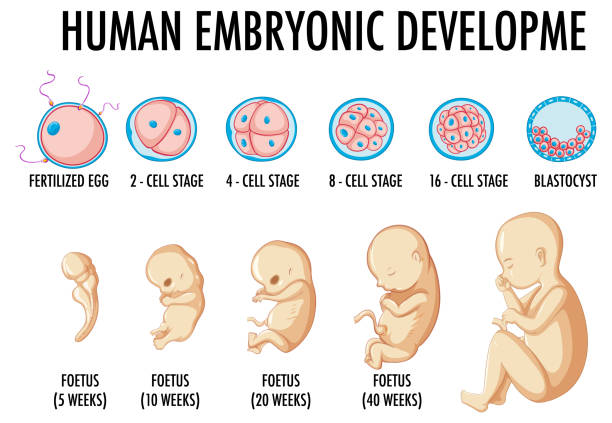 HUMAN EMBRYONIC DEVELOPME
FERTILIZED EGG
2 - CELL STAGE
4 - CELL STAGE
8 - CELL STAGE
16 - CELL STAGE
BLASTOCYST
FOETUS
(5 WEEKS)
FOETUS
(10 WEEKS)
FOETUS
(20 WEEKS)
FOETUS
(40 WEEKS)